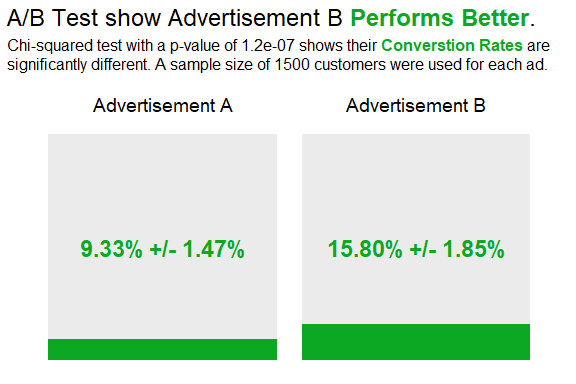 A/B Test show Advertisement B Performs Better.
Chi-squared test with a p-value of 1.2e-07 shows their Converstion Rates are
significantly different. A sample size of 1500 customers were used for each ad.
Advertisement A
Advertisement B
9.33% +/- 1.47%
15.80% +/- 1.85%